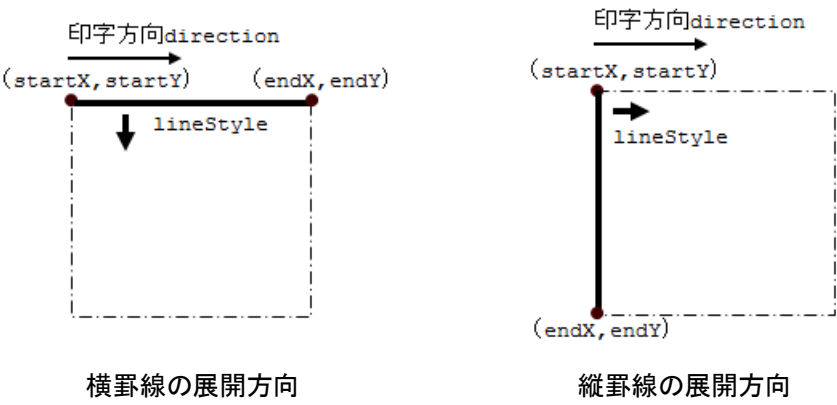 印字方向direction
(startX,startY)
(endX,endY)
lineStyle
横罫線の展開方向
印字方向direction
(startX,startY)
lineStyle
(endX,endY)
縦罫線の展開方向